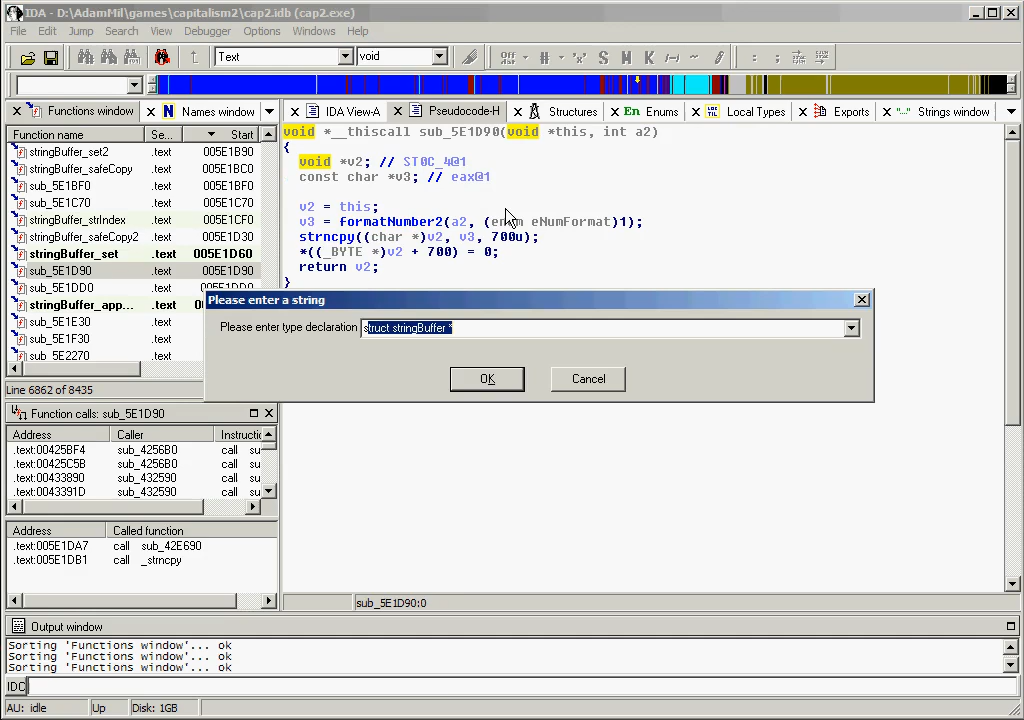 IDA - D:\AdamMil\games\capitalism2\cap2.idb (cap2.exe)
File Edit Jump Search View Debugger Options Windows Help
Text void
Functions window Names window IDA View-A Pseudocode-H Structures Enums Local Types Exports Strings window
Function name Se... Start
stringBuffer_set2 .text 005E1B90
stringBuffer_safeCopy .text 005E1BC0
sub_5E1BF0 .text 005E1BF0
sub_5E1C70 .text 005E1C70
stringBuffer_strIndex .text 005E1CF0
stringBuffer_safeCopy2 .text 005E1D30
stringBuffer_set .text 005E1D60
sub_5E1D90 .text 005E1D90
sub_5E1DD0 .text 005E1DD0
stringBuffer_app... .text
sub_5E1E30 .text
sub_5E1F30 .text
sub_5E2270 .text
Line 6862 of 8435
void *__thiscall sub_5E1D90(void *this, int a2)
{
void *v2; // ST0C_4@1
const char *v3; // eax@1
v2 = this;
v3 = formatNumber2(a2, (enum eNumFormat)1);
strncpy((char *)v2, v3, 700u);
*((_BYTE *)v2 + 700) = 0;
return v2;
}
Please enter a string
Please enter type declaration struct stringBuffer *
OK Cancel
Function calls: sub_5E1D90
Address Caller Instructio
.text:00425BF4 sub_4256B0 call su
.text:00425C5B sub_4256B0 call su
.text:00433890 sub_432590 call su
.text:0043391D sub_432590 call su
Address Called function
.text:005E1DA7 call sub_42E690
.text:005E1DB1 call _strncpy
sub_5E1D90:0
Output window
Sorting 'Functions window'... ok
Sorting 'Functions window'... ok
Sorting 'Functions window'... ok
IDC
AU: idle Up Disk: 1GB